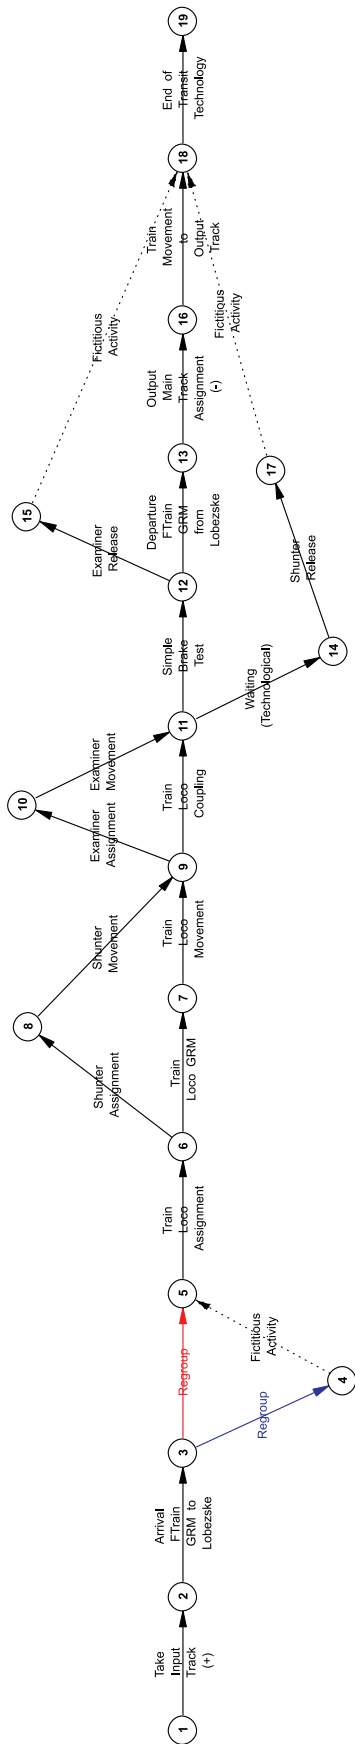 1
Take
Input
Track
(+)
2
Arrival
FTrain
GRM to
Lobezske
3
Regroup
Regroup
4
Fictitious
Activity
5
Train
Loco
Assignment
6
Shunter
Assignment
8
Shunter
Movement
Train
Loco GRM
7
Train
Loco
Movement
9
Examiner
Assignment
10
Examiner
Movement
Train
Loco
Coupling
11
Waiting
(Technological)
14
Shunter
Release
17
Fictitious
Activity
Simple
Brake
Test
12
Examiner
Release
15
Fictitious
Activity
Departure
FTrain
GRM
from
Lobezske
13
Output
Main
Track
Assignment
(-)
16
Train
Movement
to
Output
Track
18
End of
Transit
Technology
19